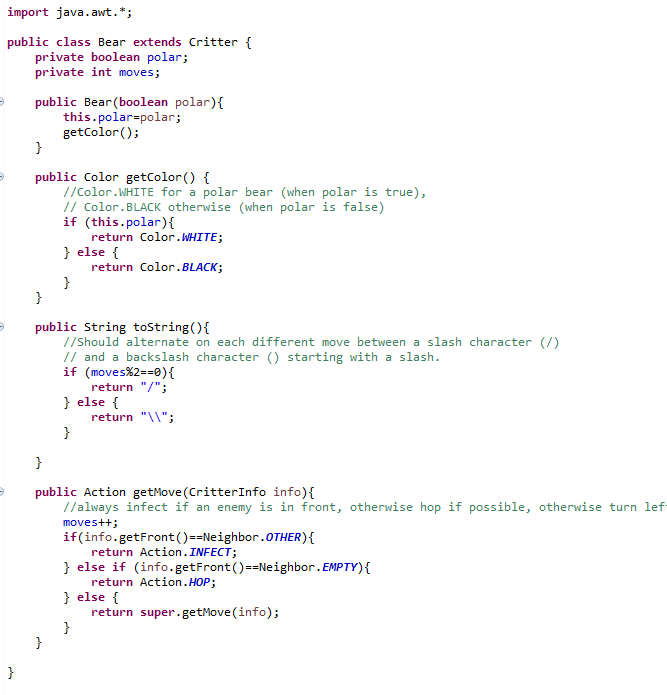 import java.awt.*;
public class Bear extends Critter {
private boolean polar;
private int moves;
public Bear(boolean polar){
this.polar=polar;
getColor();
}
public Color getColor() {
//Color.WHITE for a polar bear (when polar is true),
// Color.BLACK otherwise (when polar is false)
if (this.polar){
return Color.WHITE;
} else {
return Color.BLACK;
}
}
public String toString(){
//Should alternate on each different move between a slash character (/)
// and a backslash character () starting with a slash.
if (moves%2==0){
return "/";
} else {
return "\\";
}
}
public Action getMove(CritterInfo info){
//always infect if an enemy is in front, otherwise hop if possible, otherwise turn lef
moves++;
if(info.getFront()==Neighbor.OTHER){
return Action.INFECT;
} else if (info.getFront()==Neighbor.EMPTY){
return Action.HOP;
} else {
return super.getMove(info);
}
}
}